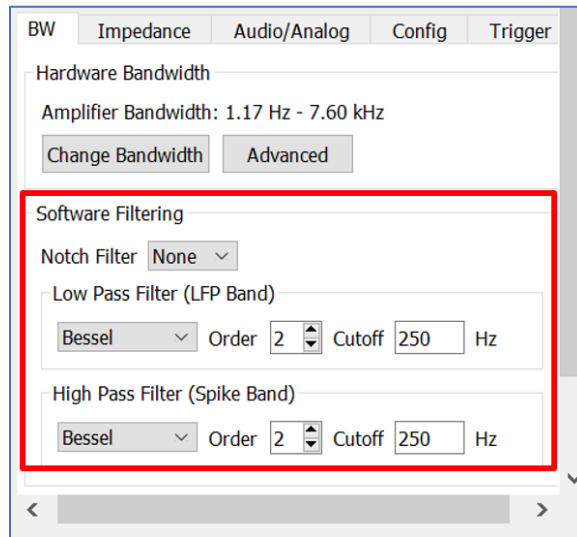 BW Impedance Audio/Analog Config Trigger
Hardware Bandwidth
Amplifier Bandwidth: 1.17 Hz - 7.60 kHz
Change Bandwidth Advanced
Software Filtering
Notch Filter None
Low Pass Filter (LFP Band)
Bessel Order 2 Cutoff 250 Hz
High Pass Filter (Spike Band)
Bessel Order 2 Cutoff 250 Hz